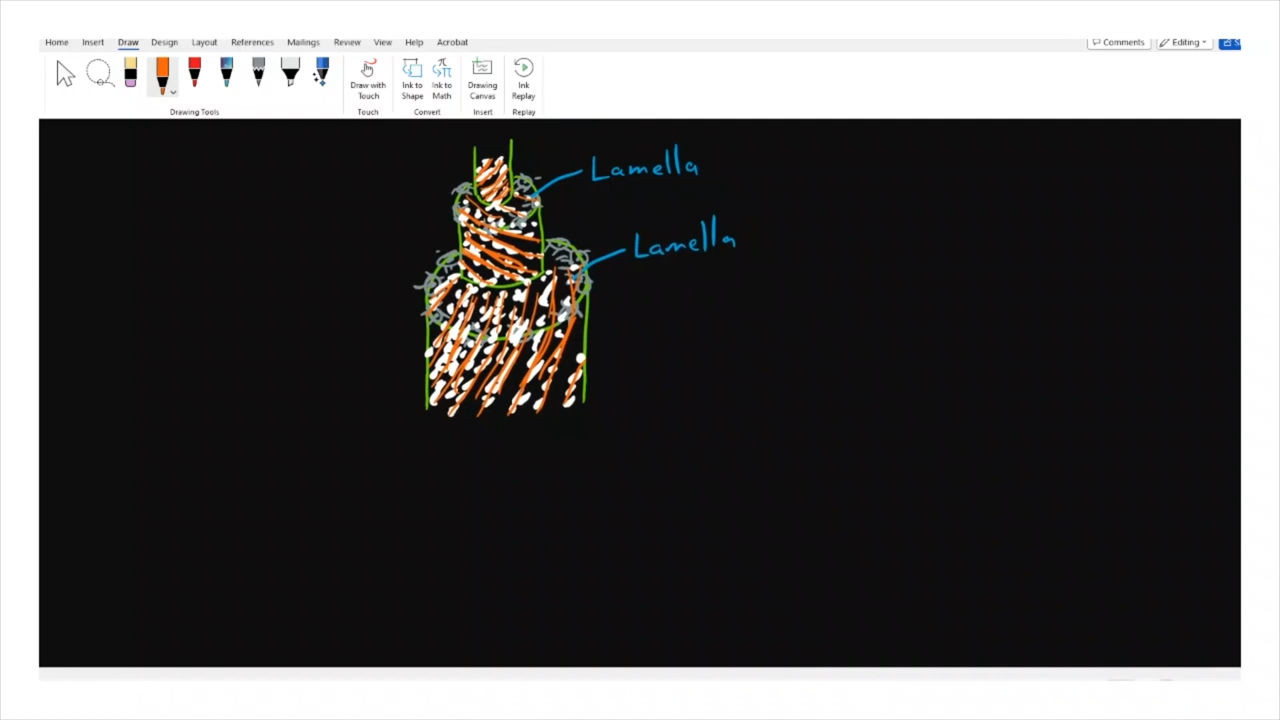 Home Insert Draw Design Layout References Mailings Review View Help Acrobat
Comments Editing
Draw with Touch
Ink to Shape
Ink to Math
Drawing Canvas
Ink Replay
Drawing Tools Touch Convert Insert Replay
Lamella
Lamella